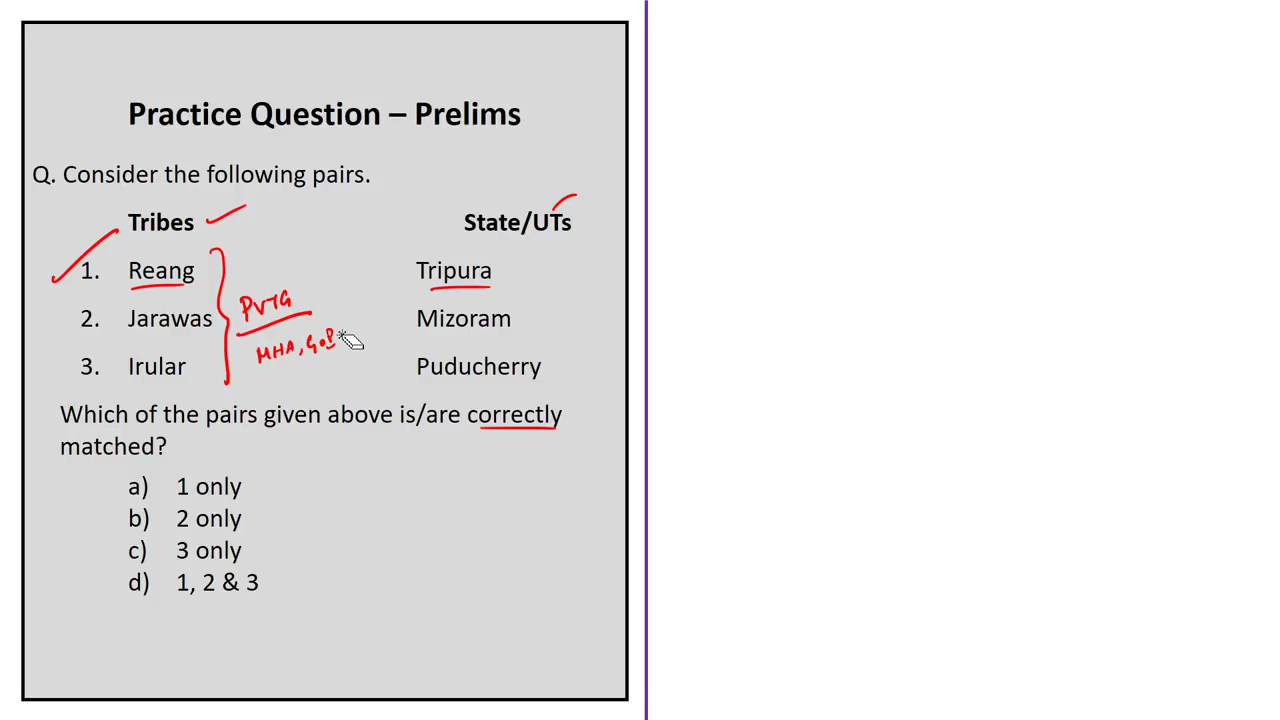 Practice Question – Prelims
Q. Consider the following pairs.
Tribes State/UTs
1. Reang Tripura
2. Jarawas Mizoram
3. Irular Puducherry
PVTG
MHA, GoI
Which of the pairs given above is/are correctly
matched?
a) 1 only
b) 2 only
c) 3 only
d) 1, 2 & 3